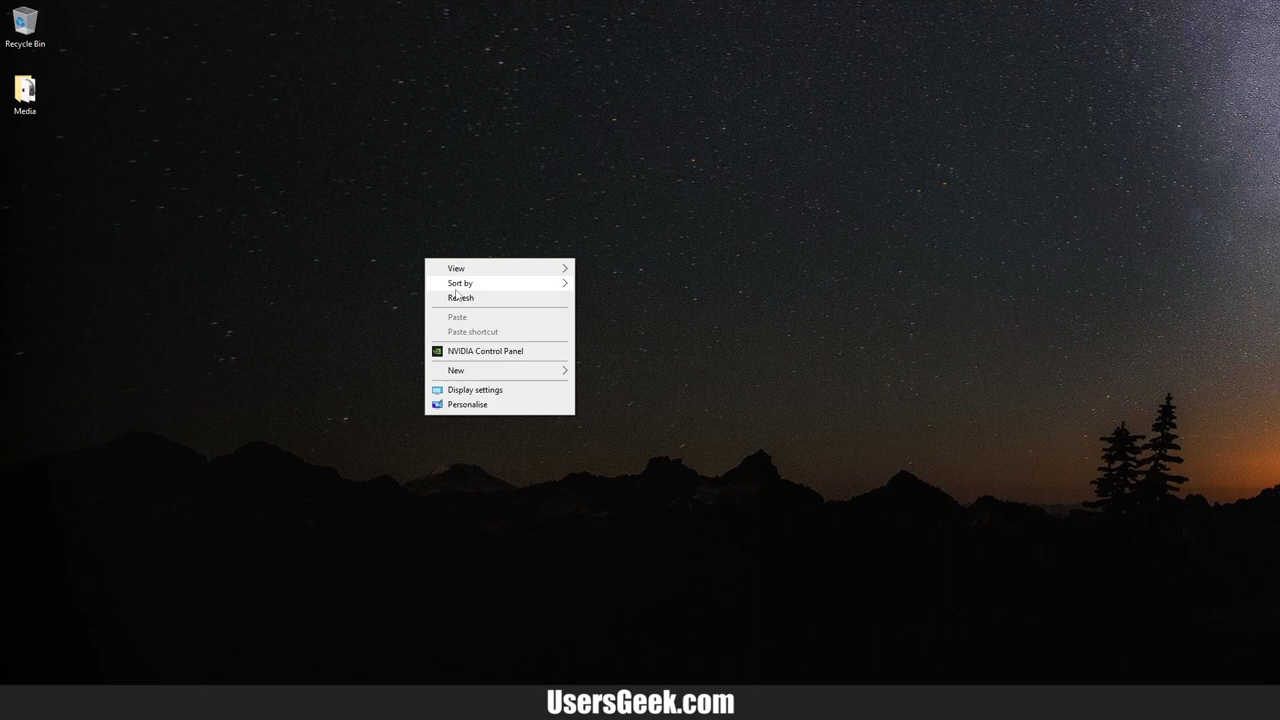 Recycle Bin
Media
View
Sort by
Refresh
Paste
Paste shortcut
NVIDIA Control Panel
New
Display settings
Personalise
UsersGeek.com